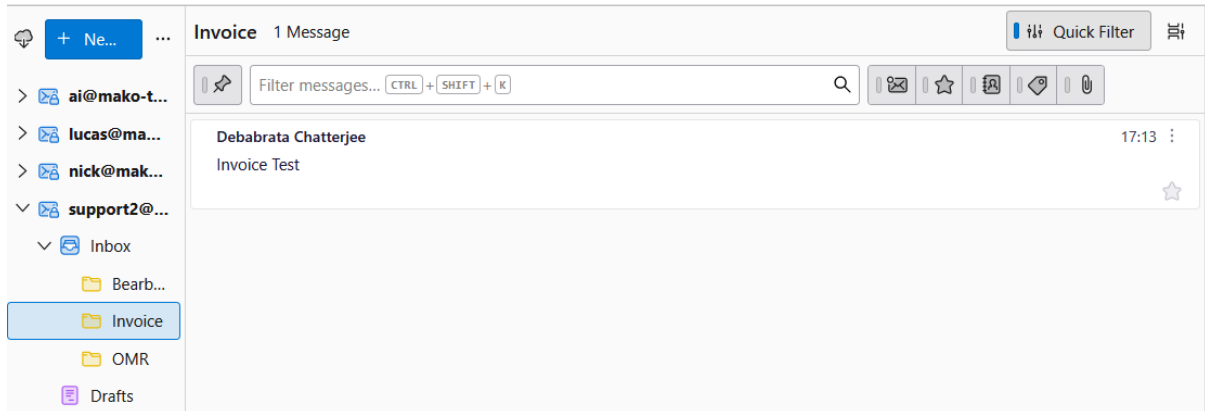 + Ne... ...
Invoice 1 Message
Quick Filter
Filter messages... CTRL + SHIFT + K
ai@mako-t...
lucas@ma...
nick@mak...
support2@...
Inbox
Bearb...
Invoice
OMR
Drafts
Debabrata Chatterjee 17:13
Invoice Test